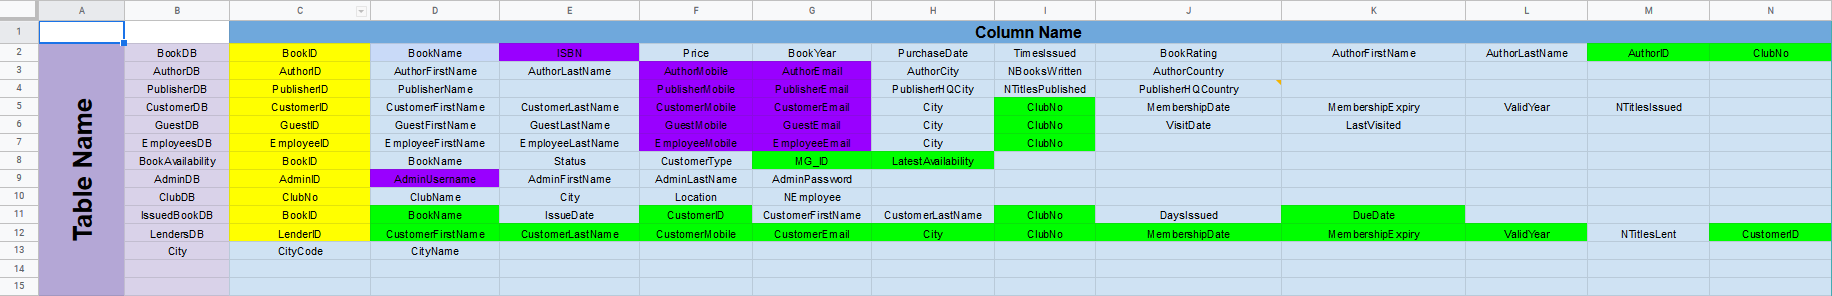 A B C D E F G H I J K L M N
1 Column Name
2 BookDB BookID BookName ISBN Price BookYear PurchaseDate TimesIssued BookRating AuthorFirstName AuthorLastName AuthorID ClubNo
3 AuthorDB AuthorID AuthorFirstName AuthorLastName AuthorMobile AuthorEmail AuthorCity NBooksWritten AuthorCountry
4 PublisherDB PublisherID PublisherName PublisherMobile PublisherEmail PublisherHQCity NTitlesPublished PublisherHQCountry
5 CustomerDB CustomerID CustomerFirstName CustomerLastName CustomerMobile CustomerEmail City ClubNo MembershipDate MembershipExpiry ValidYear NTitlesIssued
6 GuestDB GuestID GuestFirstName GuestLastName GuestMobile GuestEmail City ClubNo VisitDate LastVisited
7 EmployeesDB EmployeeID EmployeeFirstName EmployeeLastName EmployeeMobile EmployeeEmail City ClubNo
8 BookAvailability BookID BookName Status CustomerType MG_ID LatestAvailability
9 AdminDB AdminID AdminUsername AdminFirstName AdminLastName AdminPassword
10 ClubDB ClubNo ClubName City Location NEmployee
11 IssuedBookDB BookID BookName IssueDate CustomerID CustomerFirstName CustomerLastName ClubNo DaysIssued DueDate
12 LendersDB LenderID CustomerFirstName CustomerLastName CustomerMobile CustomerEmail City ClubNo MembershipDate MembershipExpiry ValidYear NTitlesLent CustomerID
13 City CityCode CityName
14
15
Table Name